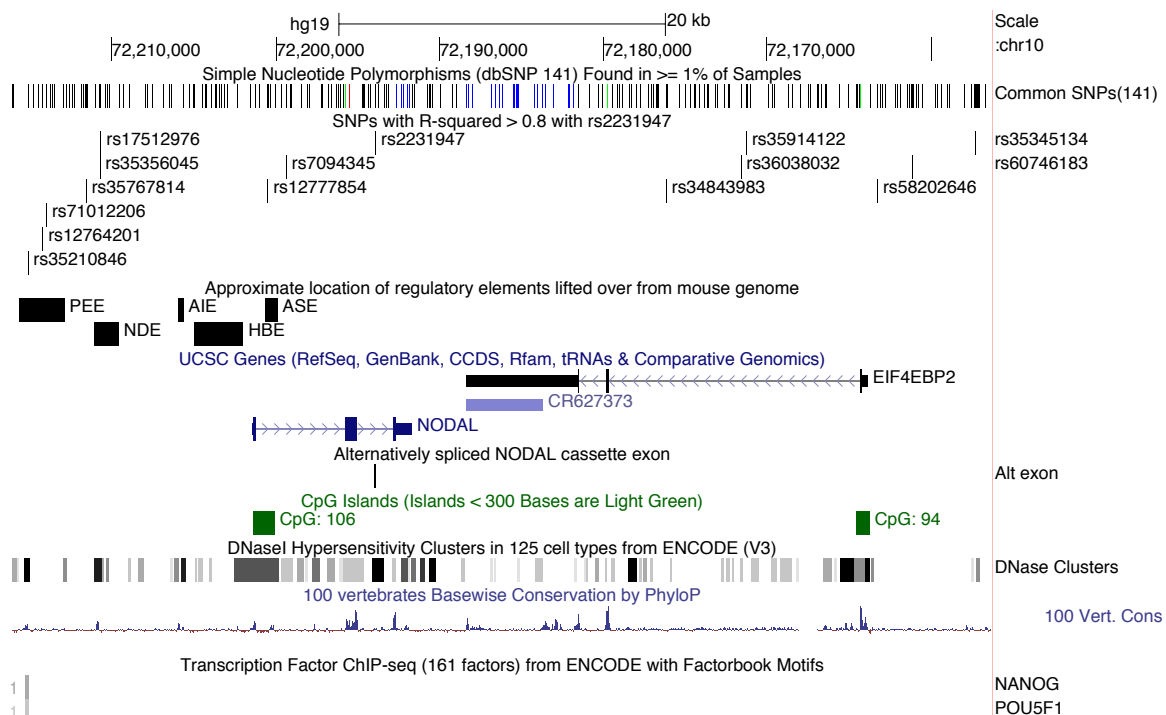 hg19 20 kb Scale
72,210,000 72,200,000 72,190,000 72,180,000 72,170,000 :chr10
Simple Nucleotide Polymorphisms (dbSNP 141) Found in >= 1% of Samples
Common SNPs(141)
SNPs with R-squared > 0.8 with rs2231947
rs17512976 rs2231947 rs35914122 rs35345134
rs35356045 rs7094345 rs36038032 rs60746183
rs35767814 rs12777854 rs34843983 rs58202646
rs71012206
rs12764201
rs35210846
Approximate location of regulatory elements lifted over from mouse genome
PEE AIE ASE
NDE HBE
UCSC Genes (RefSeq, GenBank, CCDS, Rfam, tRNAs & Comparative Genomics)
EIF4EBP2
CR627373
NODAL
Alternatively spliced NODAL cassette exon
Alt exon
CpG Islands (Islands < 300 Bases are Light Green)
CpG: 106 CpG: 94
DNaseI Hypersensitivity Clusters in 125 cell types from ENCODE (V3)
DNase Clusters
100 vertebrates Basewise Conservation by PhyloP
100 Vert. Cons
Transcription Factor ChIP-seq (161 factors) from ENCODE with Factorbook Motifs
1 NANOG
1 POU5F1